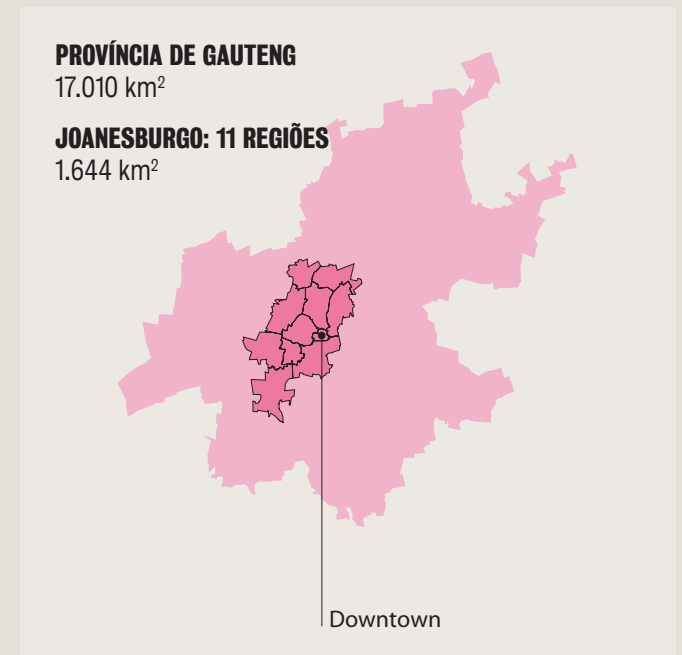 PROVÍNCIA DE GAUTENG
17.010 km²
JOANESBURGO: 11 REGIÕES
1.644 km²
Downtown